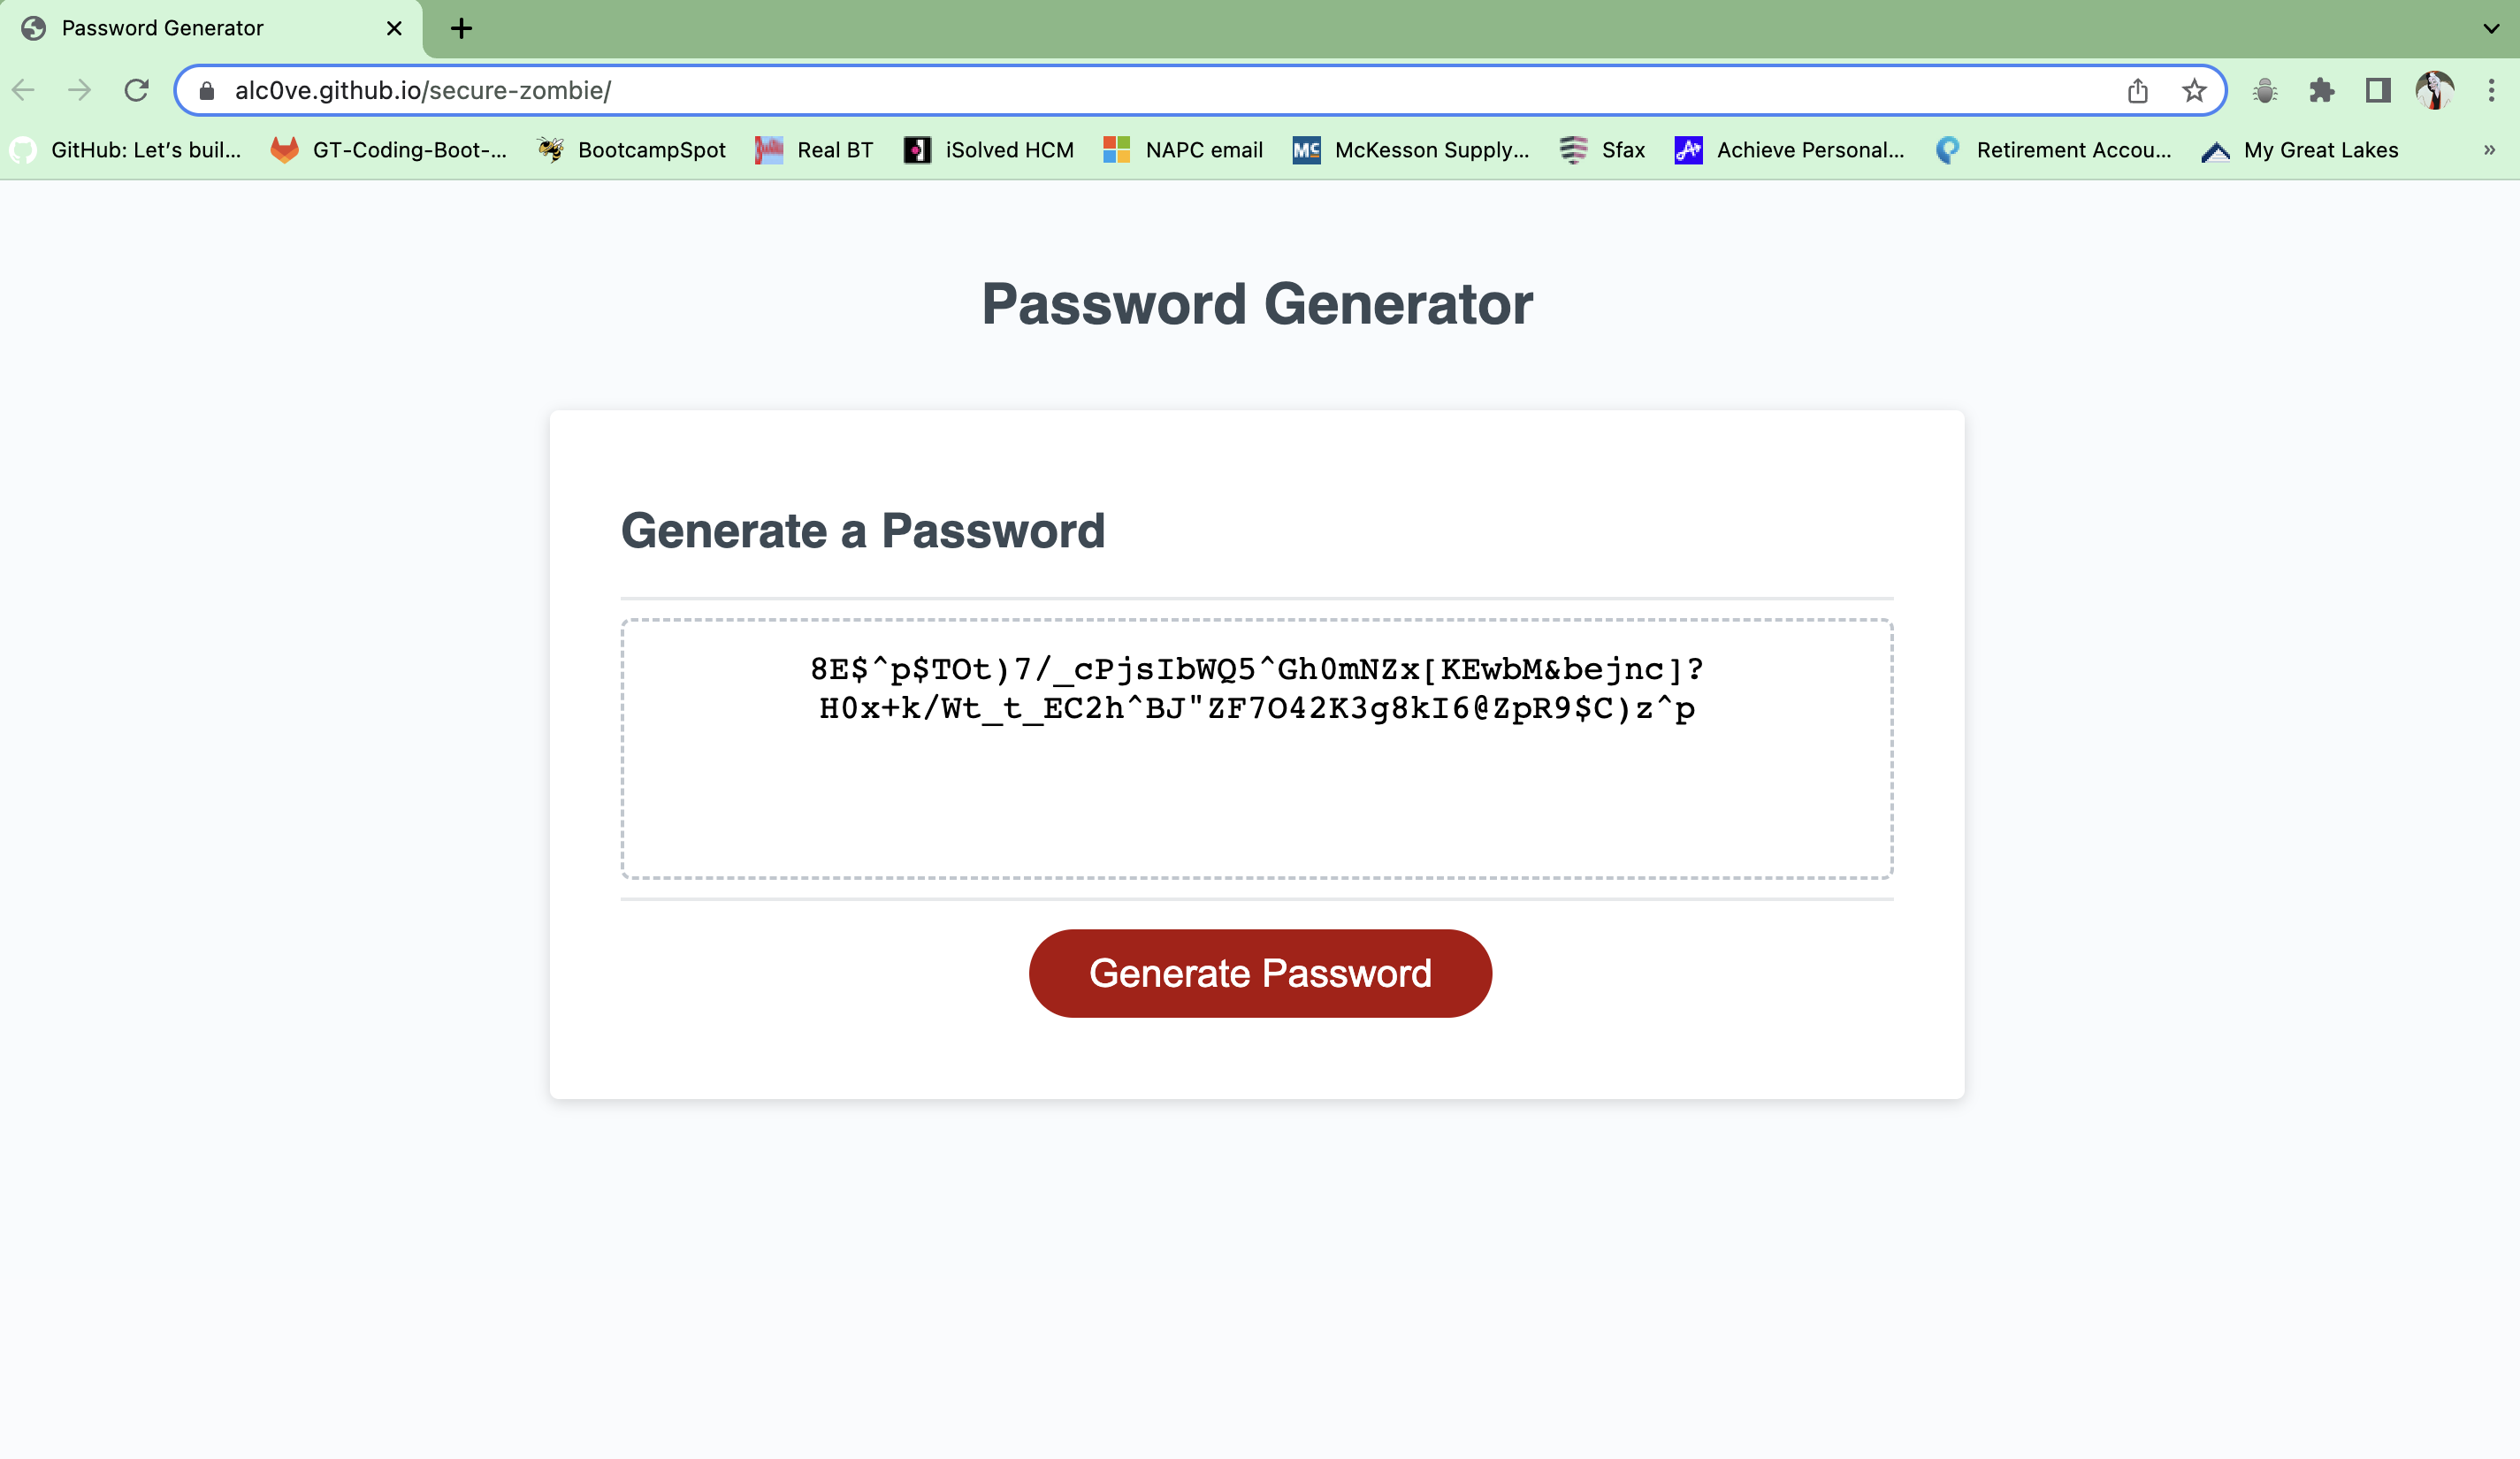 Password Generator
alc0ve.github.io/secure-zombie/
GitHub: Let's buil...
GT-Coding-Boot-...
BootcampSpot
Real BT
iSolved HCM
NAPC email
McKesson Supply...
Sfax
Achieve Personal...
Retirement Accou...
My Great Lakes
»
Password Generator
Generate a Password
8E$^p$TOt)7/_cPjsIbWQ5^Gh0mNZx[KEwbM&bejnc]?
H0x+k/Wt_t_EC2h^BJ"ZF7O42K3g8kI6@ZpR9$C)z^p
Generate Password